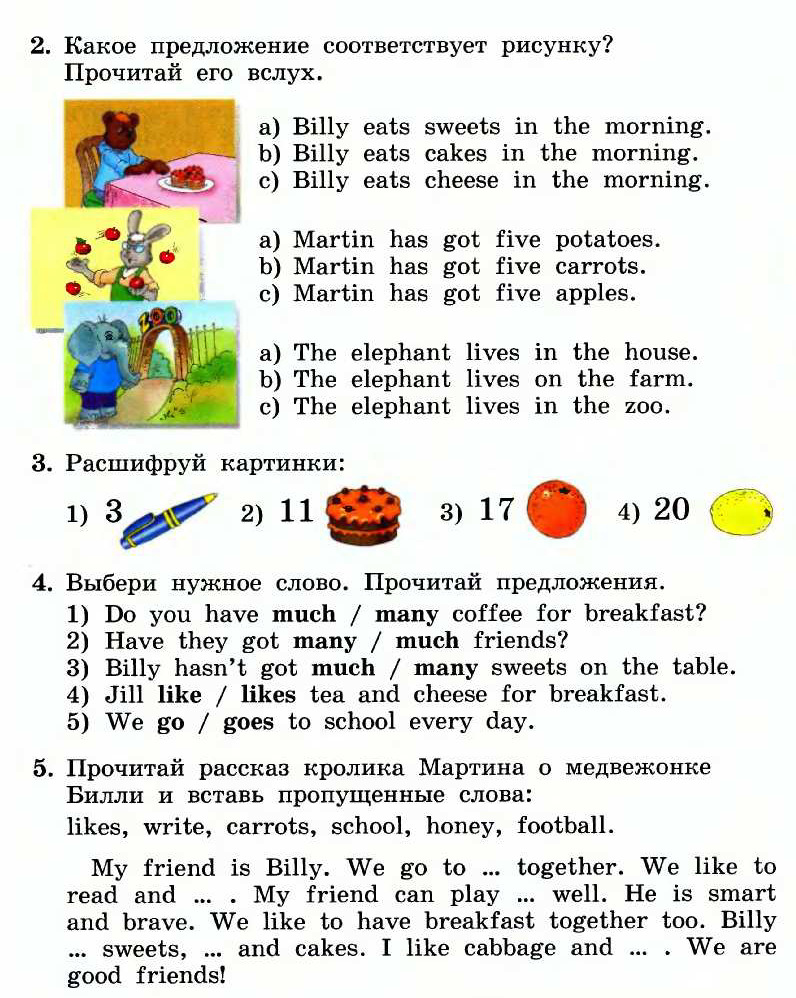 2. Какое предложение соответствует рисунку?
Прочитай его вслух.
a) Billy eats sweets in the morning.
b) Billy eats cakes in the morning.
c) Billy eats cheese in the morning.
a) Martin has got five potatoes.
b) Martin has got five carrots.
c) Martin has got five apples.
ZOO
a) The elephant lives in the house.
b) The elephant lives on the farm.
c) The elephant lives in the zoo.
3. Расшифруй картинки:
1) 3 2) 11 3) 17 4) 20
4. Выбери нужное слово. Прочитай предложения.
1) Do you have much / many coffee for breakfast?
2) Have they got many / much friends?
3) Billy hasn't got much / many sweets on the table.
4) Jill like / likes tea and cheese for breakfast.
5) We go / goes to school every day.
5. Прочитай рассказ кролика Мартина о медвежонке
Билли и вставь пропущенные слова:
likes, write, carrots, school, honey, football.
My friend is Billy. We go to ... together. We like to
read and ... . My friend can play ... well. He is smart
and brave. We like to have breakfast together too. Billy
... sweets, ... and cakes. I like cabbage and ... . We are
good friends!